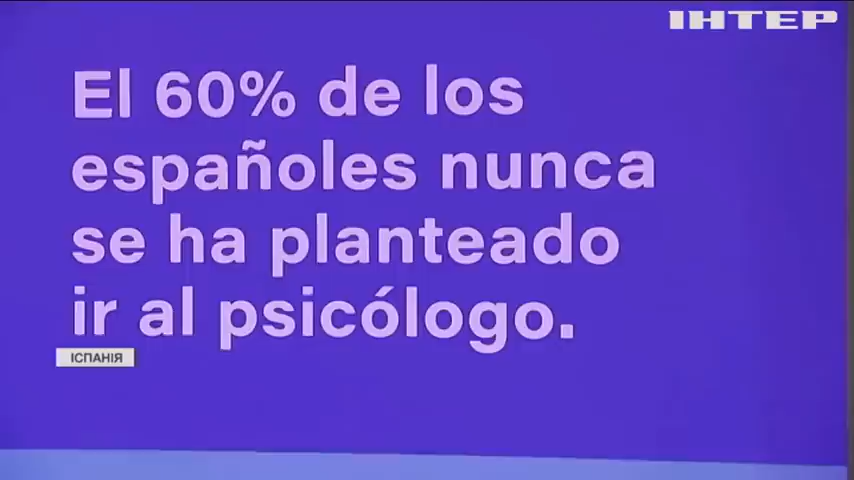 ІНТЕР
El 60% de los
españoles nunca
se ha planteado
ir al psicólogo.
ІСПАНІЯ